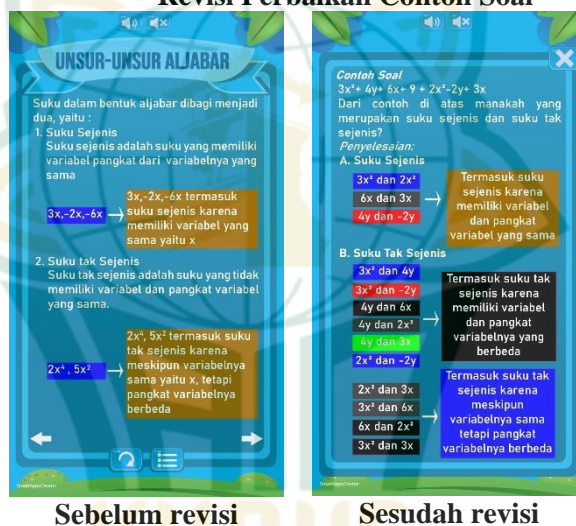 Revisi Perbaikan Contoh Soal
UNSUR-UNSUR ALJABAR
Suku dalam bentuk aljabar dibagi menjadi
dua, yaitu :
1. Suku Sejenis
Suku sejenis adalah suku yang memiliki
variabel pangkat dari variabelnya yang
sama
3x,-2x,-6x
3x,-2x,-6x termasuk
suku sejenis karena
memiliki variabel yang
sama yaitu x
2. Suku tak Sejenis
Suku tak sejenis adalah suku yang tidak
memiliki variabel dan pangkat variabel
yang sama.
2x⁴ , 5x²
2x⁴, 5x² termasuk suku
tak sejenis karena
meskipun variabelnya
sama yaitu x, tetapi
pangkat variabelnya
berbeda
SmartAppsCreator
Sebelum revisi
Contoh Soal
3x²+ 4y+ 6x+ 9 + 2x²-2y+ 3x
Dari contoh di atas manakah yang
merupakan suku sejenis dan suku tak
sejenis?
Penyelesaian:
A. Suku Sejenis
3x² dan 2x²
6x dan 3x
4y dan -2y
Termasuk suku
sejenis karena
memiliki variabel
dan pangkat
variabel yang sama
B. Suku Tak Sejenis
3x² dan 4y
3x² dan -2y
4y dan 6x
4y dan 2x²
4y dan 3x
2x² dan -2y
Termasuk suku tak
sejenis karena
memiliki variabel
dan pangkat
variabelnya yang
berbeda
2x² dan 3x
3x² dan 6x
6x dan 2x²
3x² dan 3x
Termasuk suku tak
sejenis karena
meskipun
variabelnya sama
tetapi pangkat
variabelnya berbeda
SmartAppsCreator
Sesudah revisi